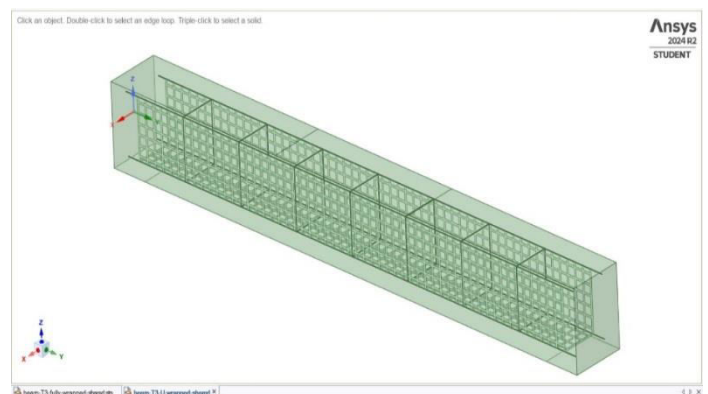 Click an object. Double-click to select an edge loop. Triple-click to select a solid.
Ansys
2024 R2
STUDENT
Z
X
Y
Z
X
Y